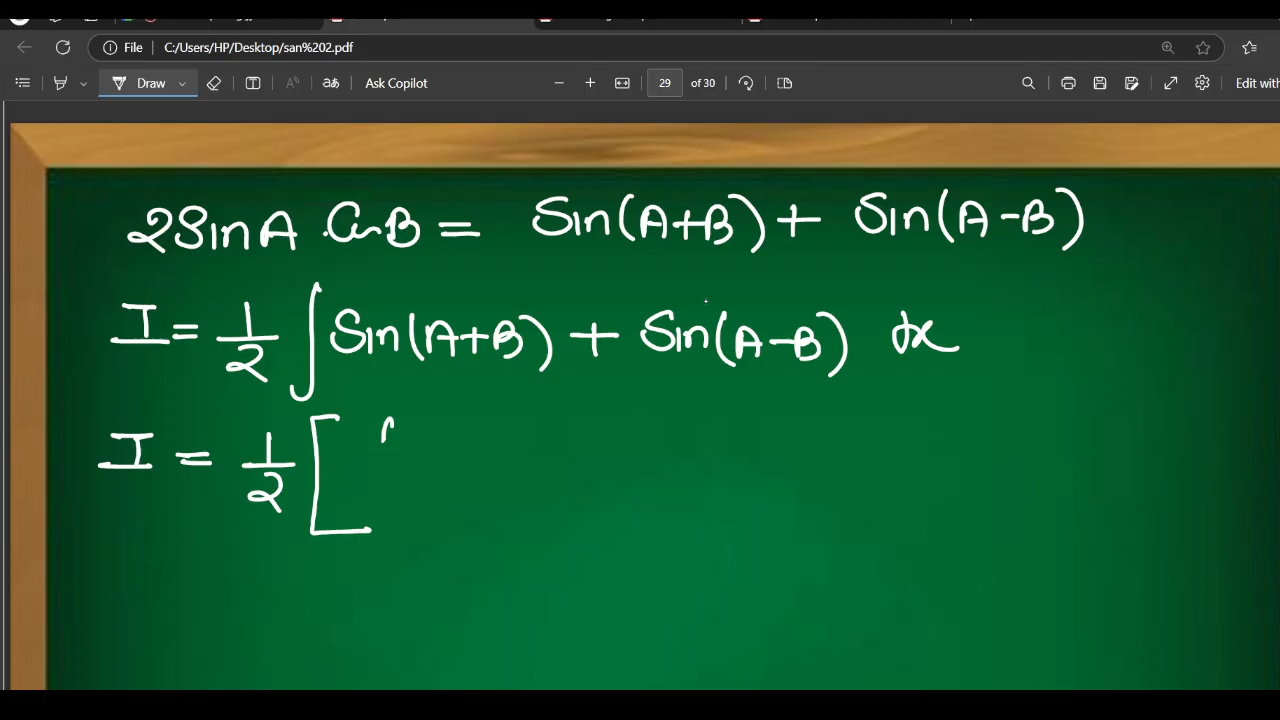 File | C:/Users/HP/Desktop/san%202.pdf
Draw Ask Copilot 29 of 30 Edit with
2SinA . CosB = Sin(A+B) + Sin(A-B)
I = 1/2 ∫ Sin(A+B) + Sin(A-B) dx
I = 1/2 [